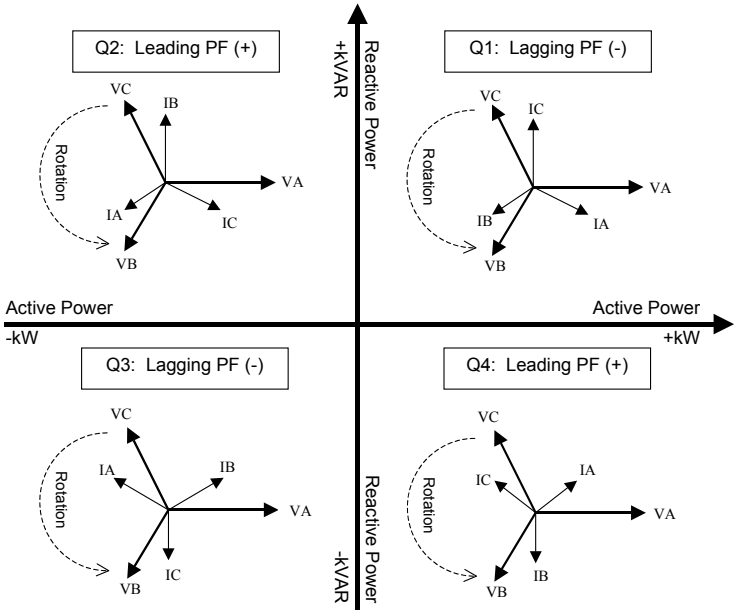 Q2: Leading PF (+)
+kVAR
Reactive Power
Q1: Lagging PF (-)
VC
IB
Rotation
VA
IA
IC
VB
VC
IC
Rotation
VA
IB
IA
VB
Active Power
-kW
Active Power
+kW
Q3: Lagging PF (-)
Q4: Leading PF (+)
VC
IA
IB
Rotation
VA
IC
VB
VC
IA
IC
Rotation
VA
IB
VB
-kVAR
Reactive Power